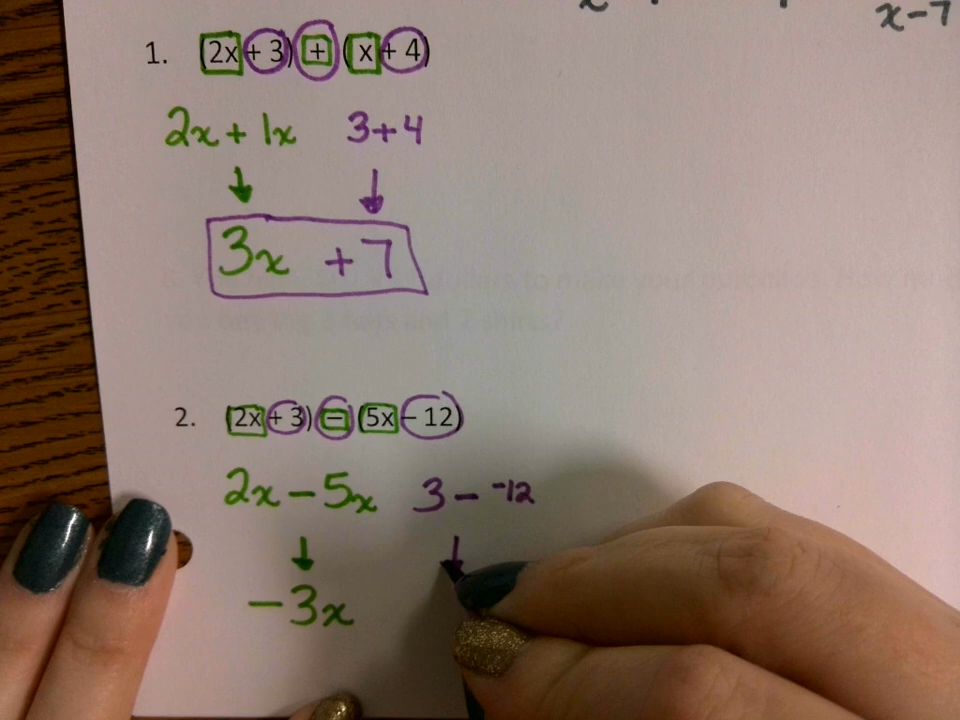 x-7
1. (2x + 3) + (x + 4)
2x + 1x 3+4
3x +7
2. (2x + 3) – (5x – 12)
2x – 5x 3 – ⁻12
–3x